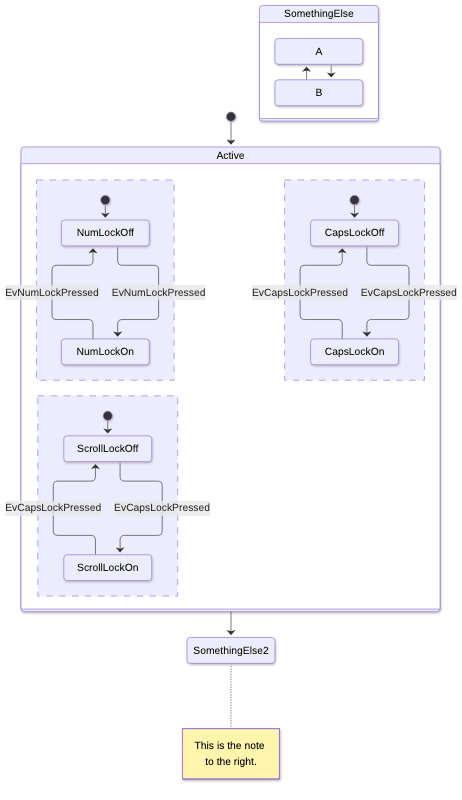 SomethingElse
A
B
Active
NumLockOff
EvNumLockPressed
EvNumLockPressed
NumLockOn
CapsLockOff
EvCapsLockPressed
EvCapsLockPressed
CapsLockOn
ScrollLockOff
EvCapsLockPressed
EvCapsLockPressed
ScrollLockOn
SomethingElse2
This is the note
to the right.